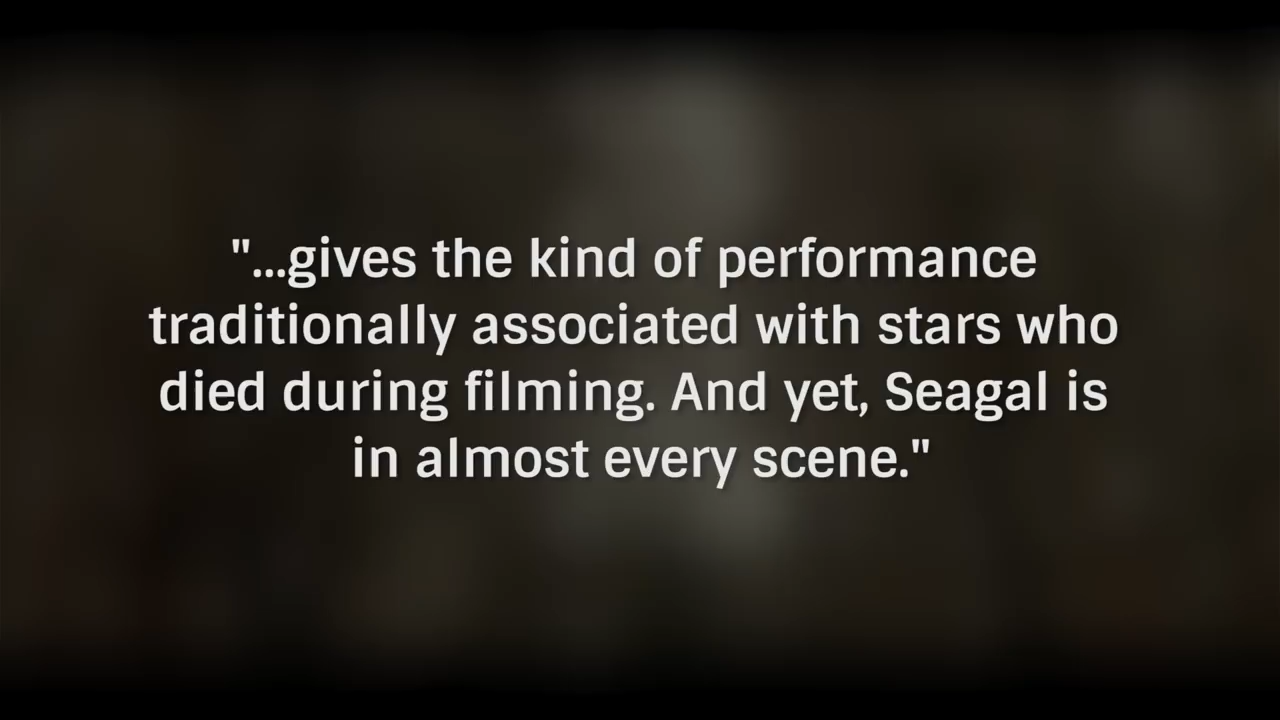 "...gives the kind of performance
traditionally associated with stars who
died during filming. And yet, Seagal is
in almost every scene."